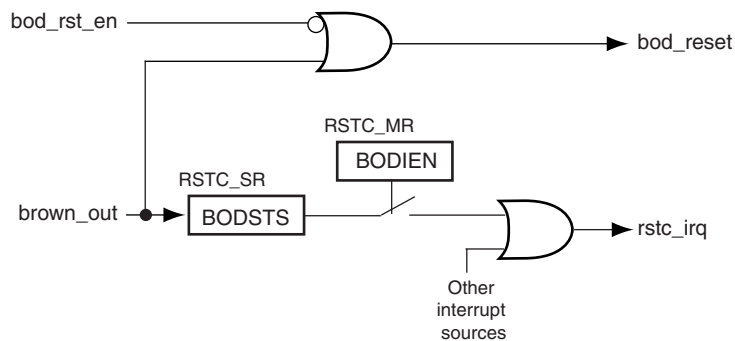 bod_rst_en
bod_reset
RSTC_MR
BODIEN
RSTC_SR
brown_out
BODSTS
rstc_irq
Other
interrupt
sources